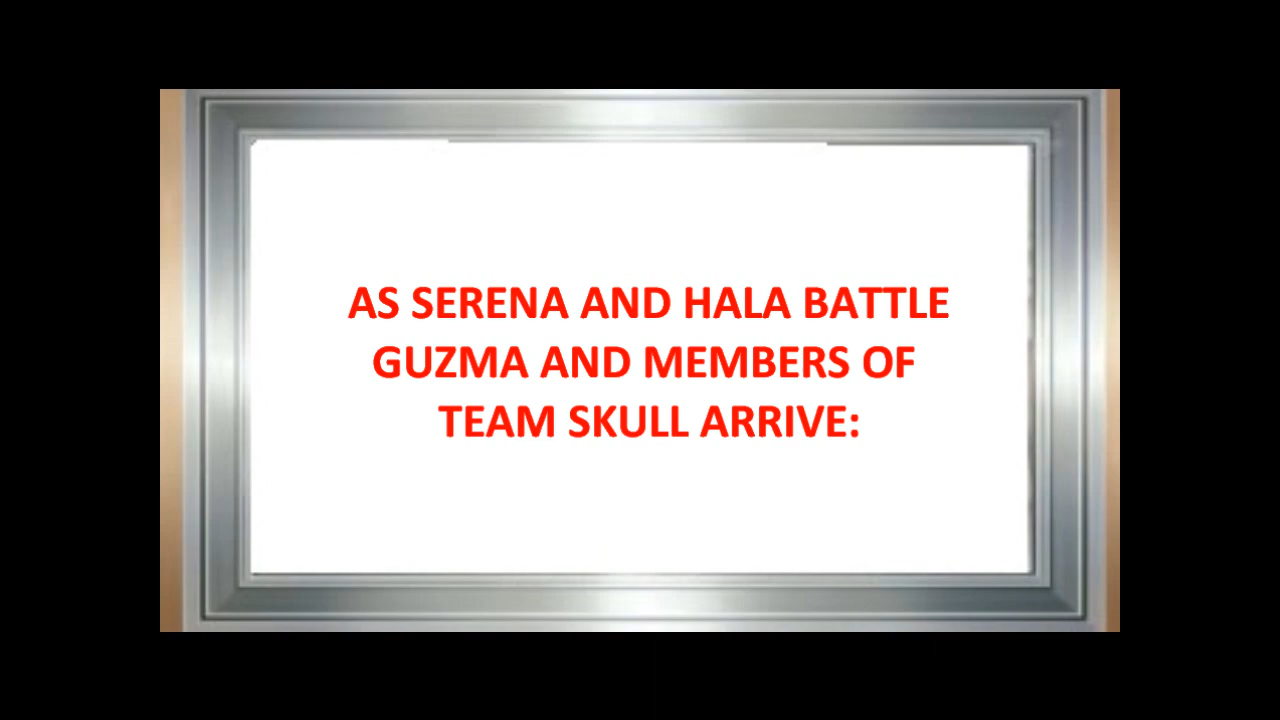 AS SERENA AND HALA BATTLE
GUZMA AND MEMBERS OF
TEAM SKULL ARRIVE: